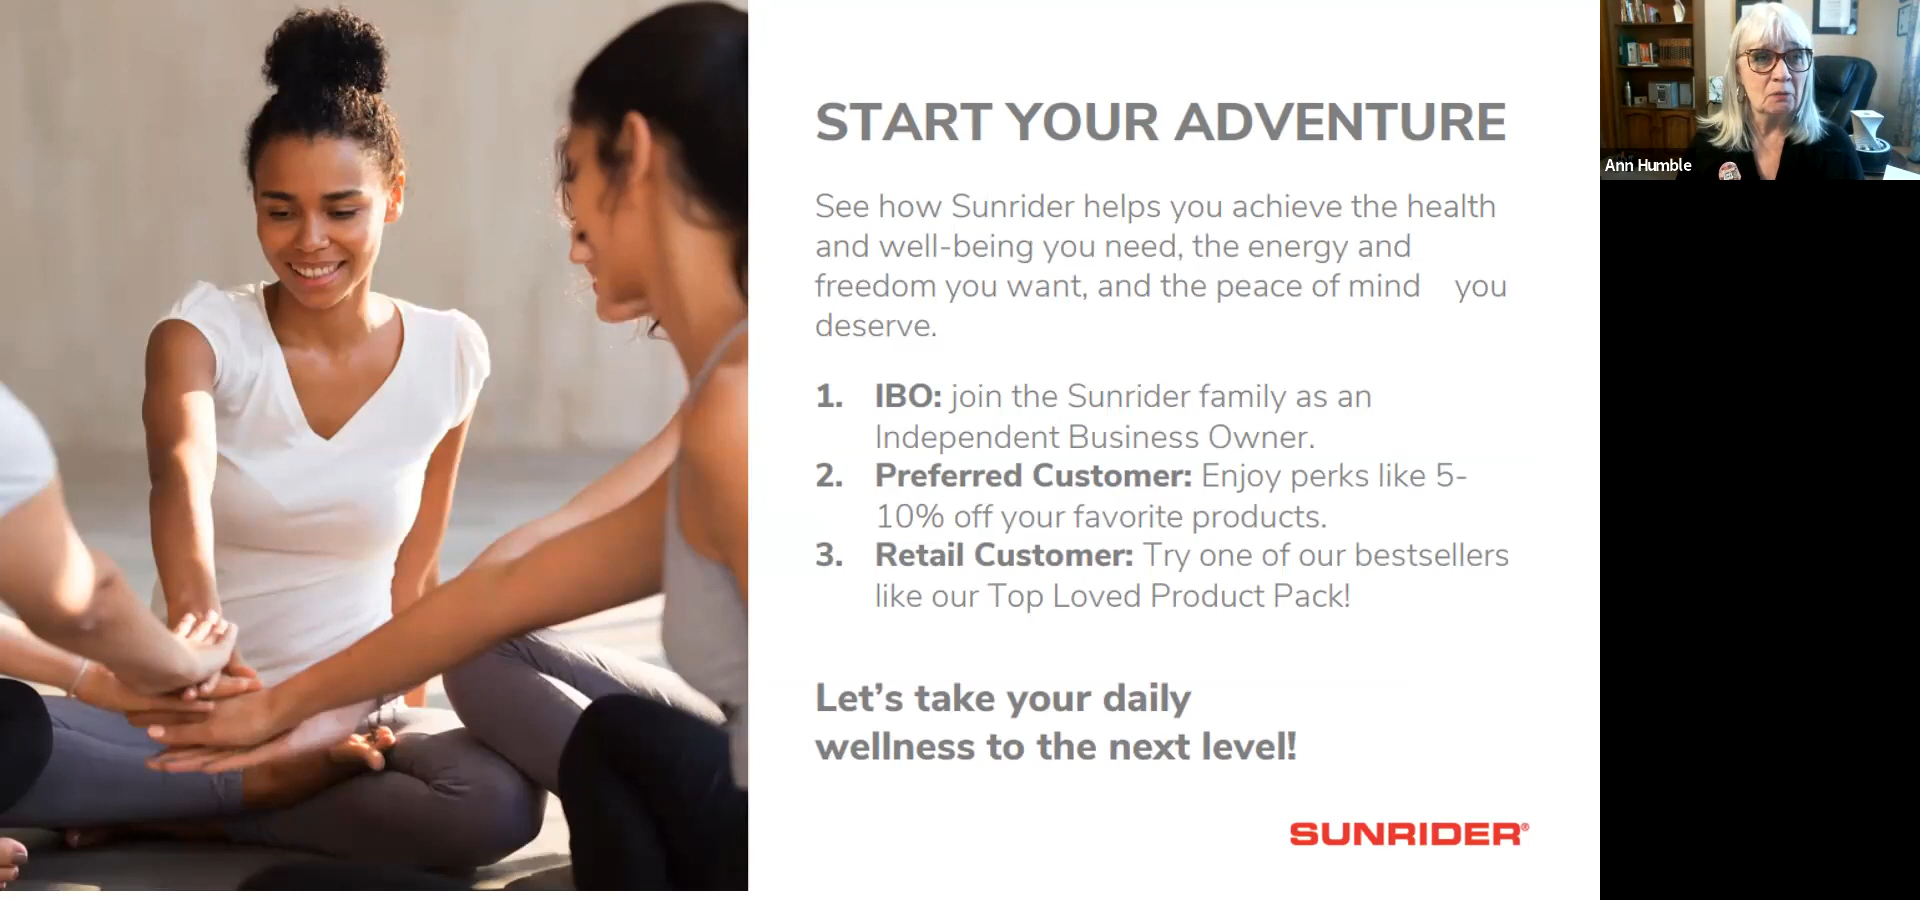 START YOUR ADVENTURE
See how Sunrider helps you achieve the health
and well-being you need, the energy and
freedom you want, and the peace of mind you
deserve.
1. IBO: join the Sunrider family as an
Independent Business Owner.
2. Preferred Customer: Enjoy perks like 5-
10% off your favorite products.
3. Retail Customer: Try one of our bestsellers
like our Top Loved Product Pack!
Let's take your daily
wellness to the next level!
SUNRIDER®
Ann Humble